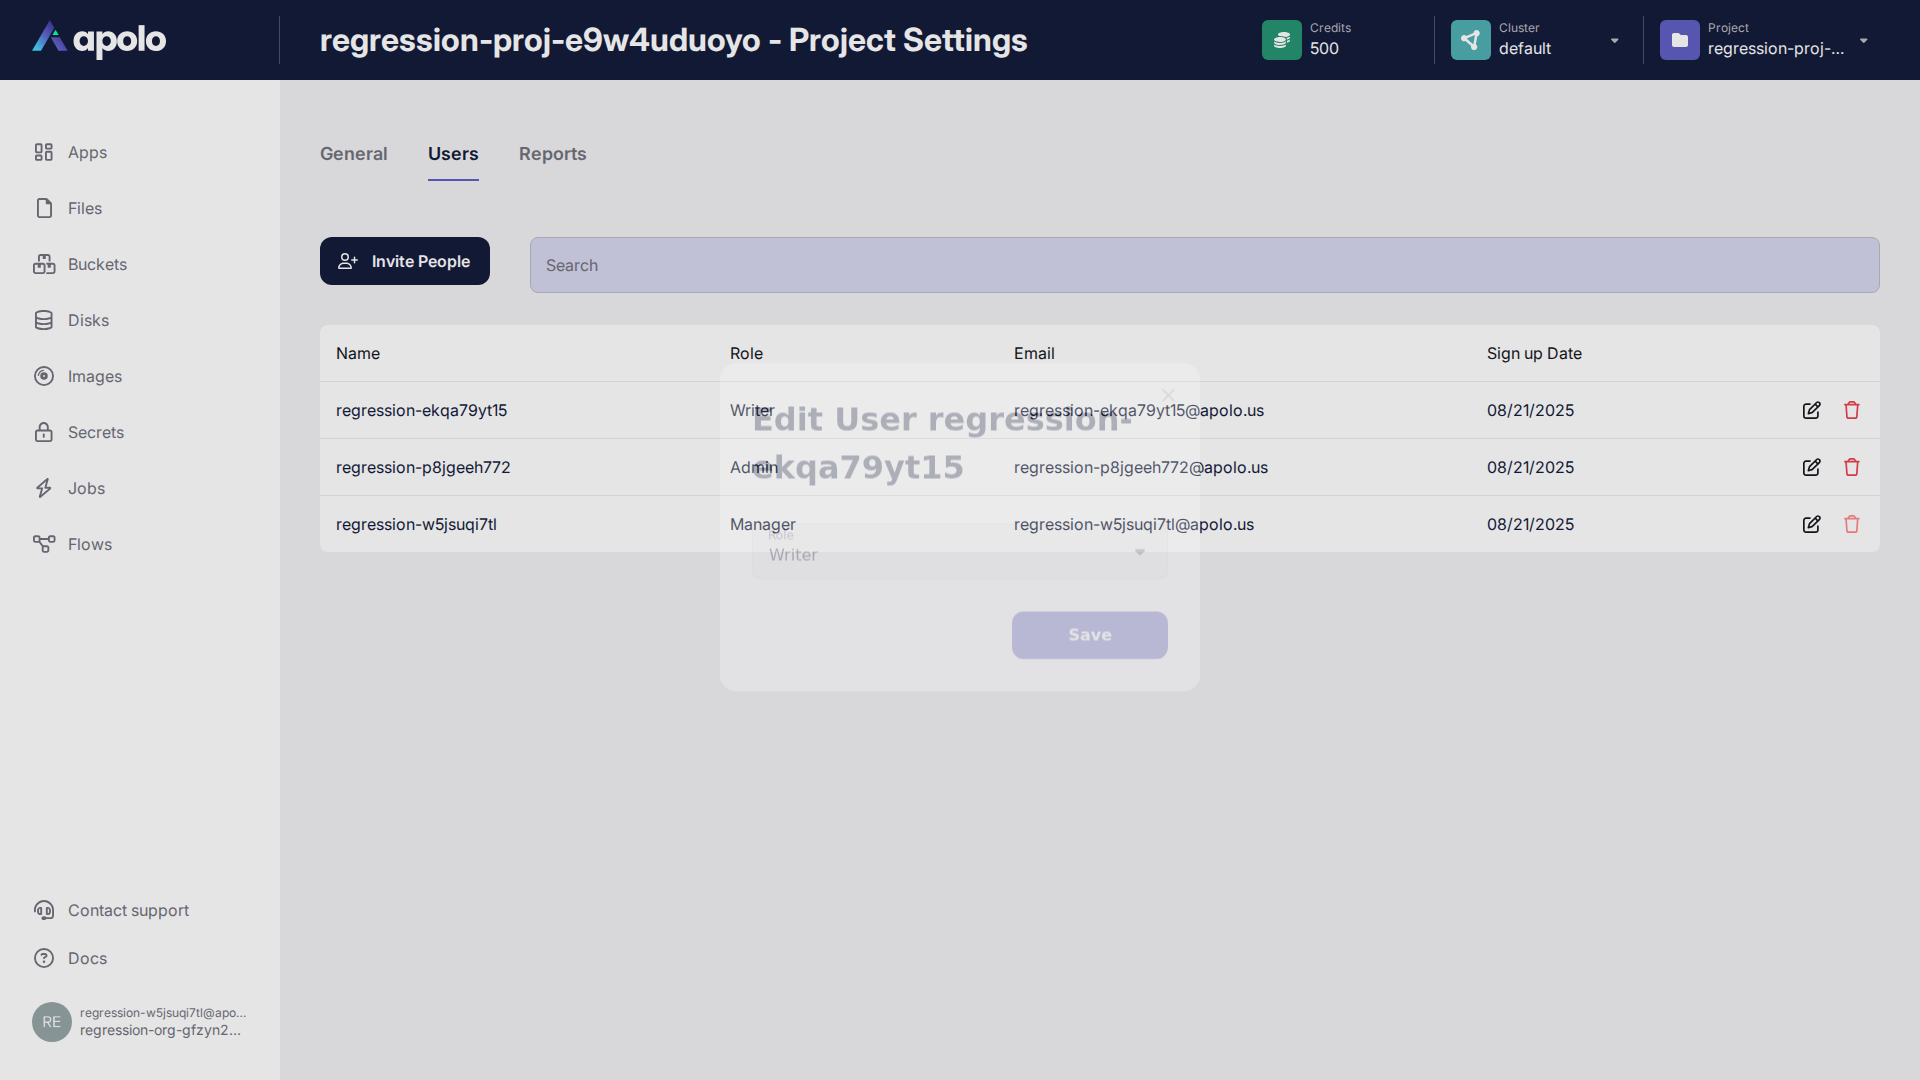 apolo
regression-proj-e9w4uduoyo - Project Settings
Credits
500
Cluster
default
Project
regression-proj-...
Apps
Files
Buckets
Disks
Images
Secrets
Jobs
Flows
General
Users
Reports
Invite People
Search
Name Role Email Sign up Date
regression-ekqa79yt15 Writer regression-ekqa79yt15@apolo.us 08/21/2025
regression-p8jgeeh772 Admin regression-p8jgeeh772@apolo.us 08/21/2025
regression-w5jsuqi7tl Manager regression-w5jsuqi7tl@apolo.us 08/21/2025
Edit User regression-
ekqa79yt15
Role
Writer
Save
Contact support
Docs
RE
regression-w5jsuqi7tl@apo...
regression-org-gfzyn2...